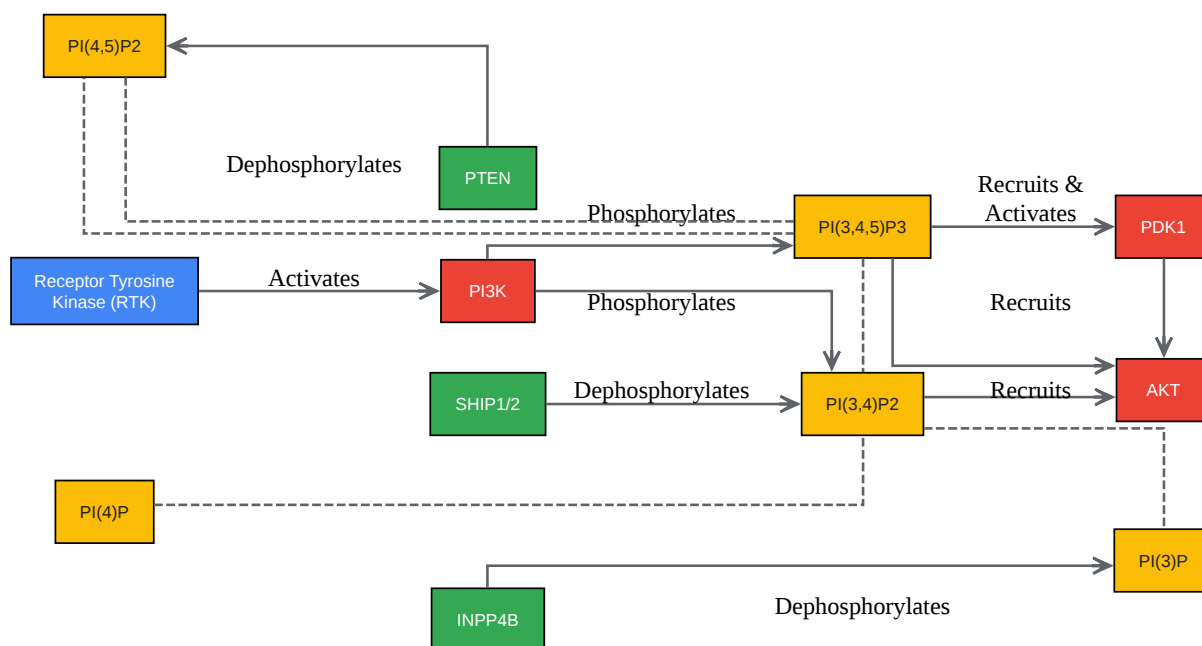 PI(4,5)P2
Dephosphorylates
PTEN
Phosphorylates
PI(3,4,5)P3
Recruits &
Activates
PDK1
Receptor Tyrosine
Kinase (RTK)
Activates
PI3K
Phosphorylates
Recruits
SHIP1/2
Dephosphorylates
PI(3,4)P2
Recruits
AKT
PI(4)P
PI(3)P
INPP4B
Dephosphorylates